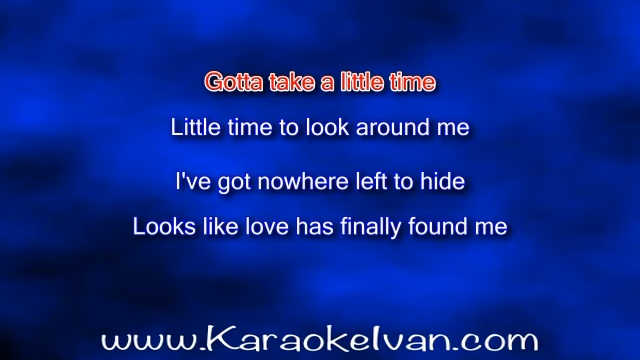 Gotta take a little time
Little time to look around me
I've got nowhere left to hide
Looks like love has finally found me
www.KaraokeIvan.com